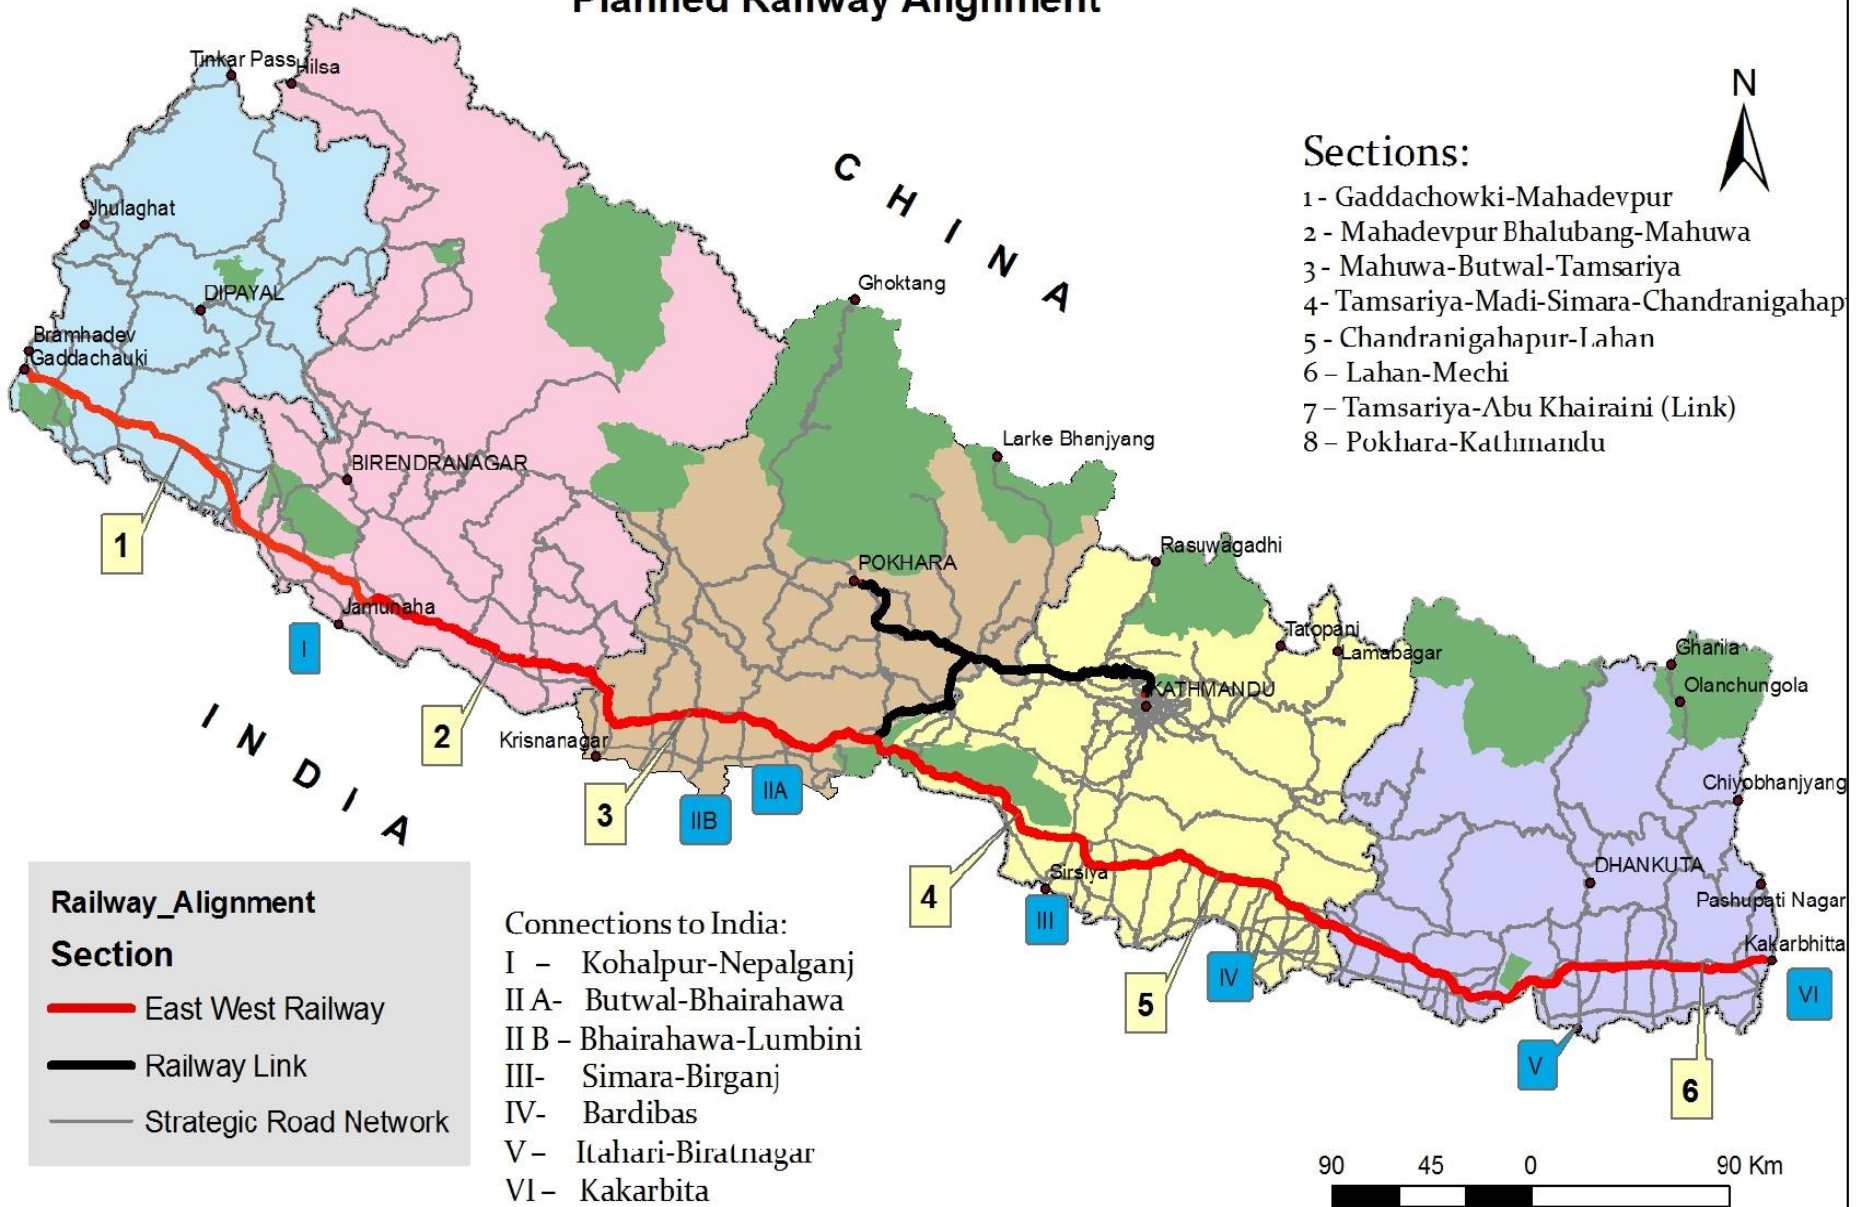 Planned Railway Alignment
Tinkar Pass
Hilsa
N
C H I N A
Sections:
1 - Gaddachowki-Mahadevpur
2 - Mahadevpur Bhalubang-Mahuwa
3 - Mahuwa-Butwal-Tamsariya
4- Tamsariya-Madi-Simara-Chandranigahap
5 - Chandranigahapur-Lahan
6 – Lahan-Mechi
7 – Tamsariya-Abu Khairaini (Link)
8 – Pokhara-Kathmandu
Jhulaghat
DIPAYAL
Ghoktang
Bramhadev
Gaddachauki
Larke Bhanjyang
BIRENDRANAGAR
1
POKHARA
Rasuwagadhi
Jamunaha
I
Tatopani
Lamabagar
Gharila
Olanchungola
KATHMANDU
I N D I A
2
Krisnanagar
3
IIB
IIA
Chiyobhanjyang
4
Sirsiya
III
DHANKUTA
Pashupati Nagar
Kakarbhitta
5
IV
V
6
VI
Railway_Alignment
Section
East West Railway
Railway Link
Strategic Road Network
Connections to India:
I – Kohalpur-Nepalganj
II A- Butwal-Bhairahawa
II B – Bhairahawa-Lumbini
III- Simara-Birganj
IV- Bardibas
V – Itahari-Biratnagar
VI – Kakarbita
90 45 0 90 Km